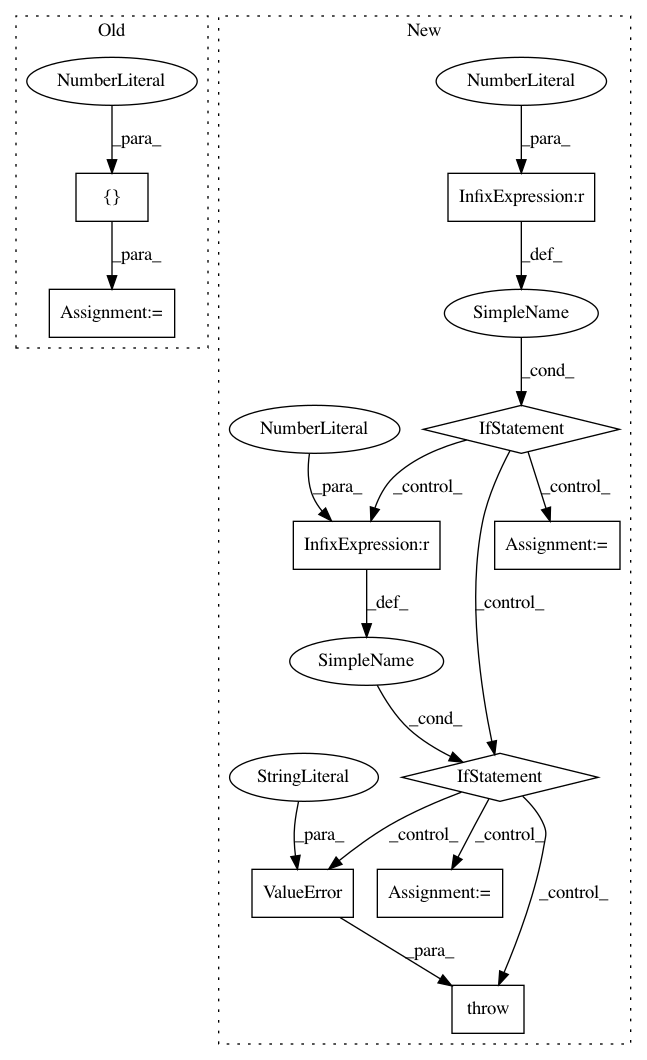 Old
New
NumberLiteral
NumberLiteral
_para_
_para_
{}
InfixExpression:r
_para_
_def_
Assignment:=
SimpleName
_cond_
NumberLiteral
IfStatement
_para_
_control_
_control_
InfixExpression:r
Assignment:=
_def_
_control_
SimpleName
_cond_
StringLiteral
IfStatement
_para_
_control_
_control_
_control_
ValueError
Assignment:=
_para_
throw